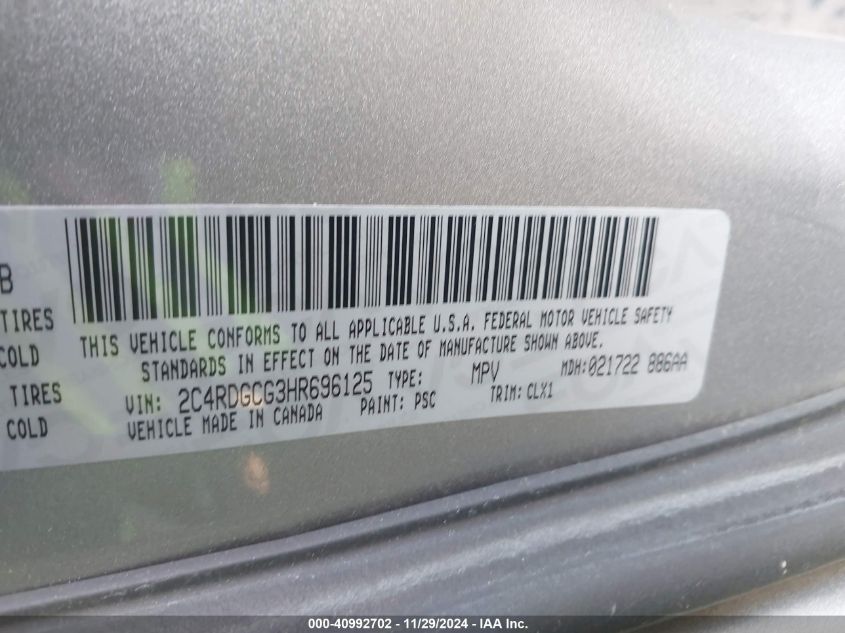 B
TIRES
COLD
TIRES
COLD
THIS VEHICLE CONFORMS TO ALL APPLICABLE U.S.A. FEDERAL MOTOR VEHICLE SAFETY
STANDARDS IN EFFECT ON THE DATE OF MANUFACTURE SHOWN ABOVE.
VIN: 2C4RDGCG3HR696125 TYPE: MPV MDH:021722 886AA
VEHICLE MADE IN CANADA PAINT: PSC TRIM: CLX1
000-40992702 - 11/29/2024 - IAA Inc.